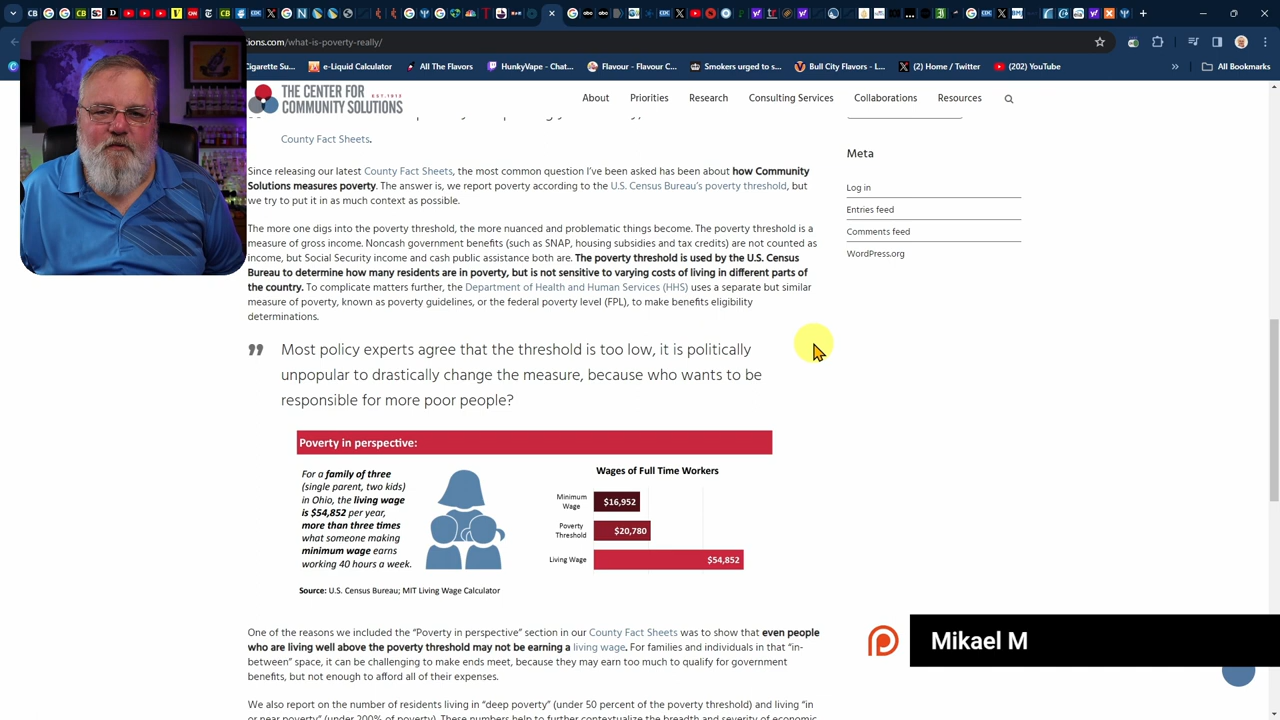 tions.com/what-is-poverty-really/
igarette Su...
e-Liquid Calculator
All The Flavors
HunkyVape - Chat...
Flavour – Flavour C...
Smokers urged to s...
Bull City Flavors – L...
(2) Home / Twitter
(202) YouTube
»
All Bookmarks
THE CENTER FOR
COMMUNITY SOLUTIONS
EST.1913
About
Priorities
Research
Consulting Services
Collaborations
Resources
County Fact Sheets.
Since releasing our latest County Fact Sheets, the most common question I've been asked has been about how Community
Solutions measures poverty. The answer is, we report poverty according to the U.S. Census Bureau's poverty threshold, but
we try to put it in as much context as possible.
The more one digs into the poverty threshold, the more nuanced and problematic things become. The poverty threshold is a
measure of gross income. Noncash government benefits (such as SNAP, housing subsidies and tax credits) are not counted as
income, but Social Security income and cash public assistance both are. The poverty threshold is used by the U.S. Census
Bureau to determine how many residents are in poverty, but is not sensitive to varying costs of living in different parts of
the country. To complicate matters further, the Department of Health and Human Services (HHS) uses a separate but similar
measure of poverty, known as poverty guidelines, or the federal poverty level (FPL), to make benefits eligibility
determinations.
” Most policy experts agree that the threshold is too low, it is politically
unpopular to drastically change the measure, because who wants to be
responsible for more poor people?
Poverty in perspective:
For a family of three
(single parent, two kids)
in Ohio, the living wage
is $54,852 per year,
more than three times
what someone making
minimum wage earns
working 40 hours a week.
Wages of Full Time Workers
Minimum
Wage
$16,952
Poverty
Threshold
$20,780
Living Wage
$54,852
Source: U.S. Census Bureau; MIT Living Wage Calculator
One of the reasons we included the “Poverty in perspective” section in our County Fact Sheets was to show that even people
who are living well above the poverty threshold may not be earning a living wage. For families and individuals in that “in-
between” space, it can be challenging to make ends meet, because they may earn too much to qualify for government
benefits, but not enough to afford all of their expenses.
We also report on the number of residents living in “deep poverty” (under 50 percent of the poverty threshold) and living “in
or near poverty” (under 200% of poverty). These numbers help to further contextualize the breadth and severity of economic
Meta
Log in
Entries feed
Comments feed
WordPress.org
Mikael M